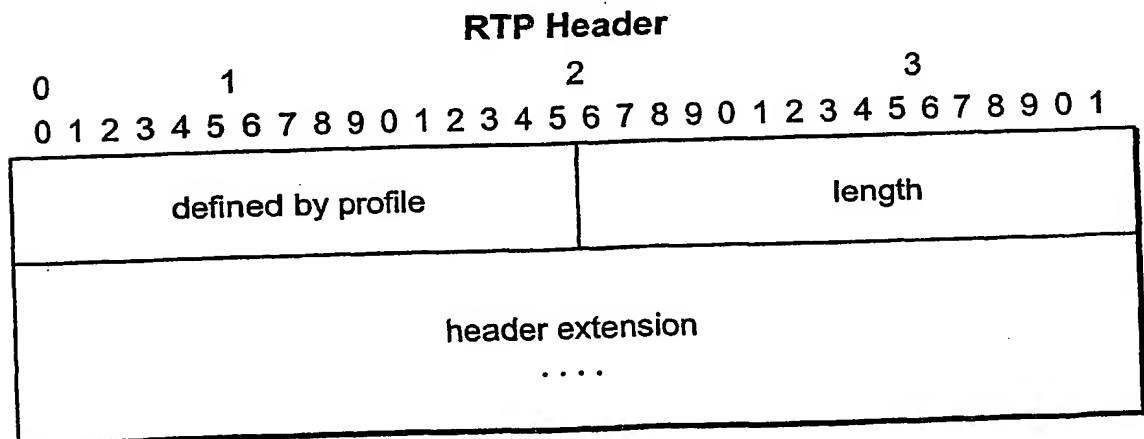 RTP Header
0 1 2 3
0 1 2 3 4 5 6 7 8 9 0 1 2 3 4 5 6 7 8 9 0 1 2 3 4 5 6 7 8 9 0 1
defined by profile length
header extension
....